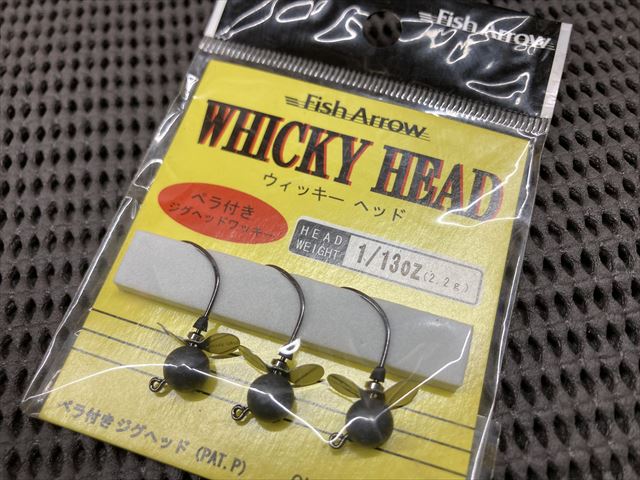 Fish Arrow
Fish Arrow
WHICKY HEAD
ウィッキー ヘッド
ペラ付き
ジグヘッドワッキー
HEAD
WEIGHT
1/13oz (2.2g)
ペラ付きジグヘッド (PAT.P)